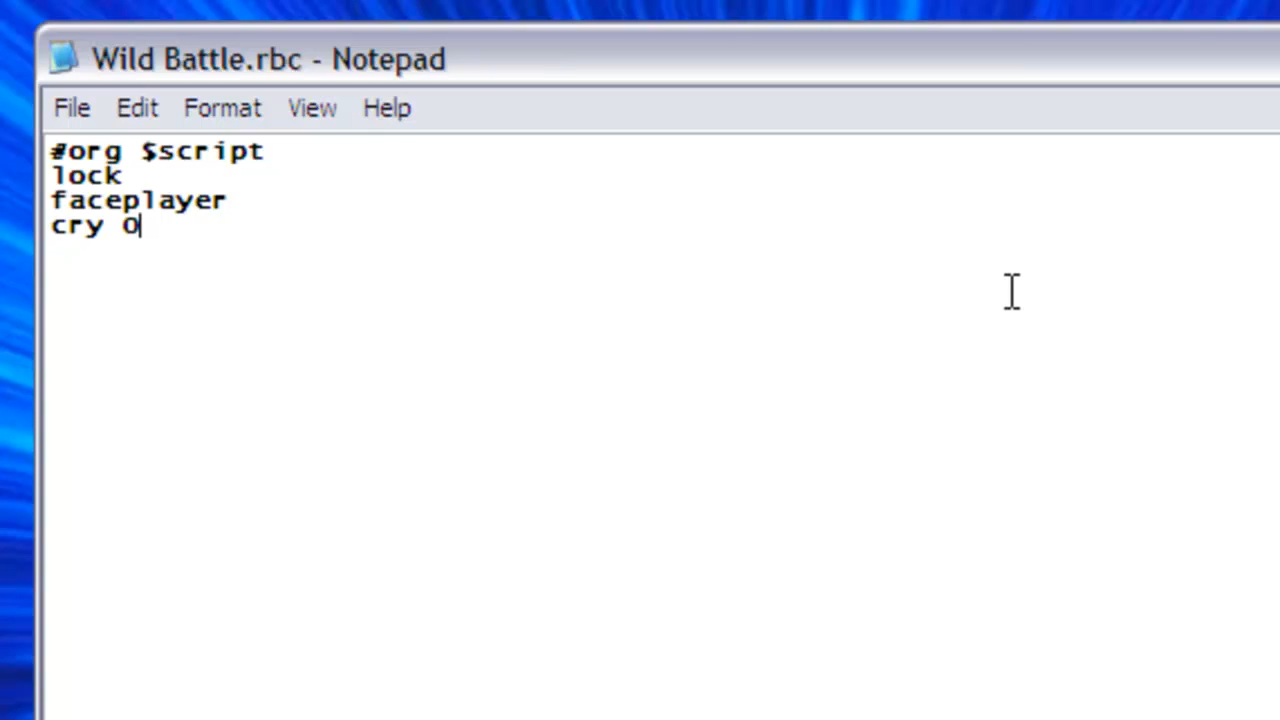 Wild Battle.rbc - Notepad
File Edit Format View Help
#org $script
lock
faceplayer
cry 0